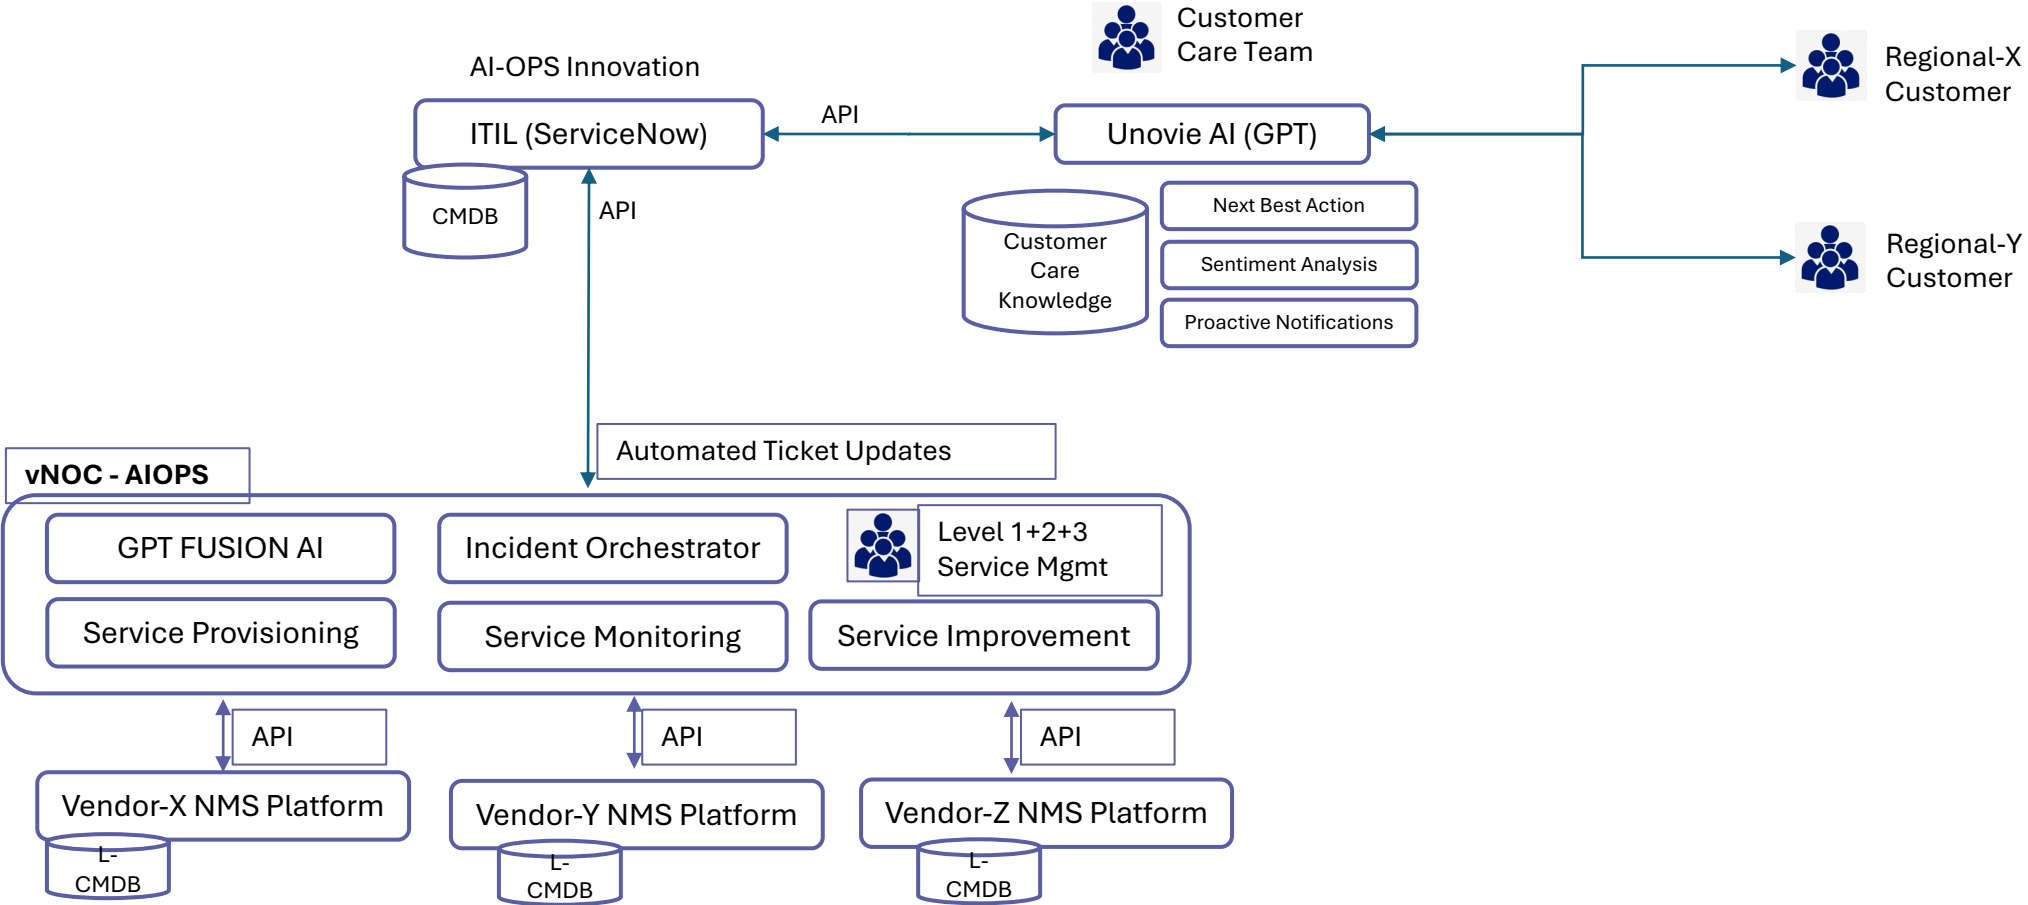 Customer
Care Team
Regional-X
Customer
AI-OPS Innovation
API
ITIL (ServiceNow)
Unovie AI (GPT)
CMDB
API
Customer
Care
Knowledge
Next Best Action
Sentiment Analysis
Proactive Notifications
Regional-Y
Customer
Automated Ticket Updates
vNOC - AIOPS
GPT FUSION AI
Incident Orchestrator
Level 1+2+3
Service Mgmt
Service Provisioning
Service Monitoring
Service Improvement
API
API
API
Vendor-X NMS Platform
Vendor-Y NMS Platform
Vendor-Z NMS Platform
L-
CMDB
L-
CMDB
L-
CMDB